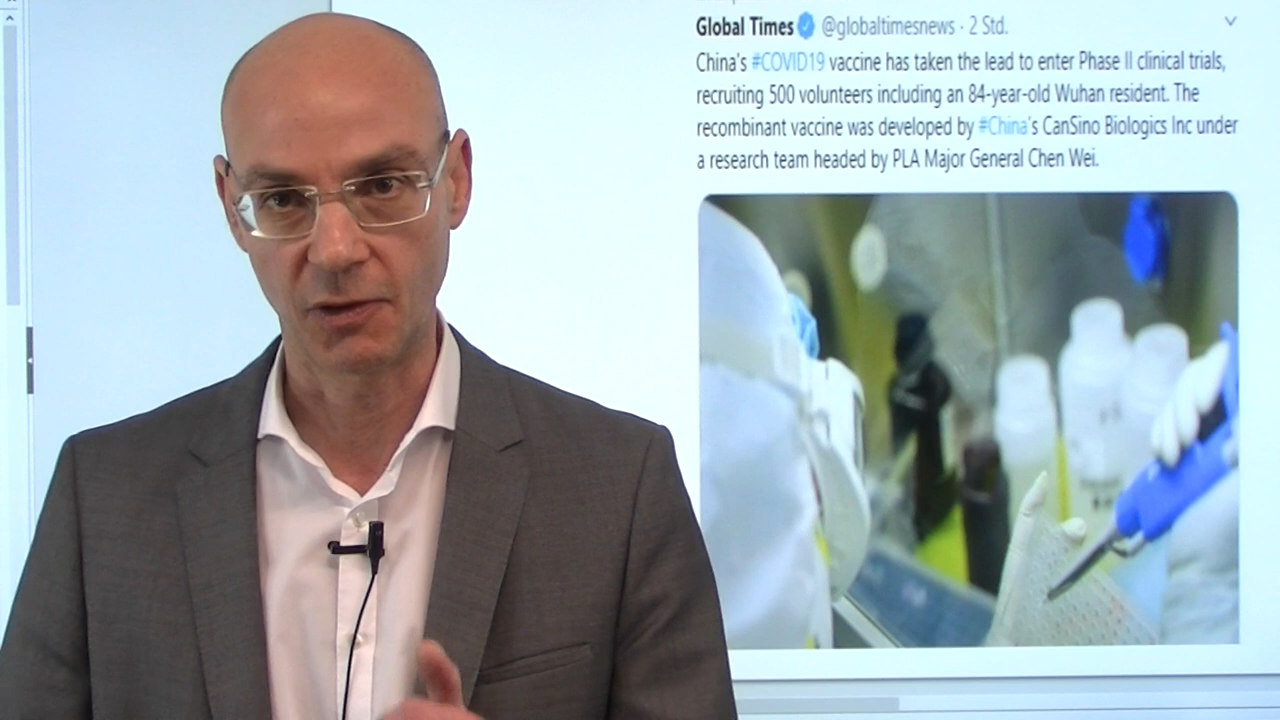 Global Times @globaltimesnews · 2 Std.
China's #COVID19 vaccine has taken the lead to enter Phase II clinical trials,
recruiting 500 volunteers including an 84-year-old Wuhan resident. The
recombinant vaccine was developed by #China's CanSino Biologics Inc under
a research team headed by PLA Major General Chen Wei.